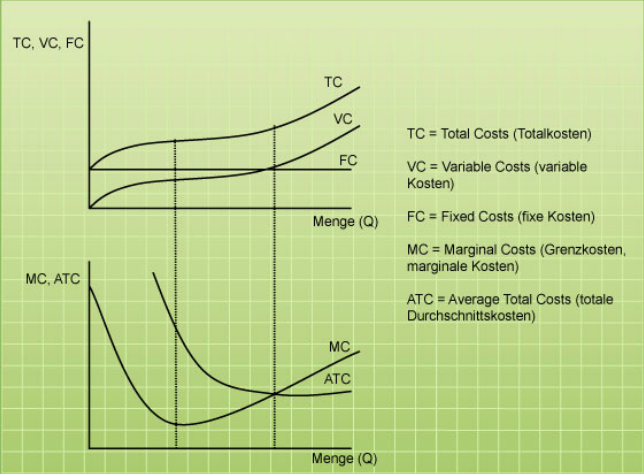 TC, VC, FC
TC
VC
FC
Menge (Q)
TC = Total Costs (Totalkosten)
VC = Variable Costs (variable
Kosten)
FC = Fixed Costs (fixe Kosten)
MC = Marginal Costs (Grenzkosten,
marginale Kosten)
ATC = Average Total Costs (totale
Durchschnittskosten)
MC, ATC
MC
ATC
Menge (Q)